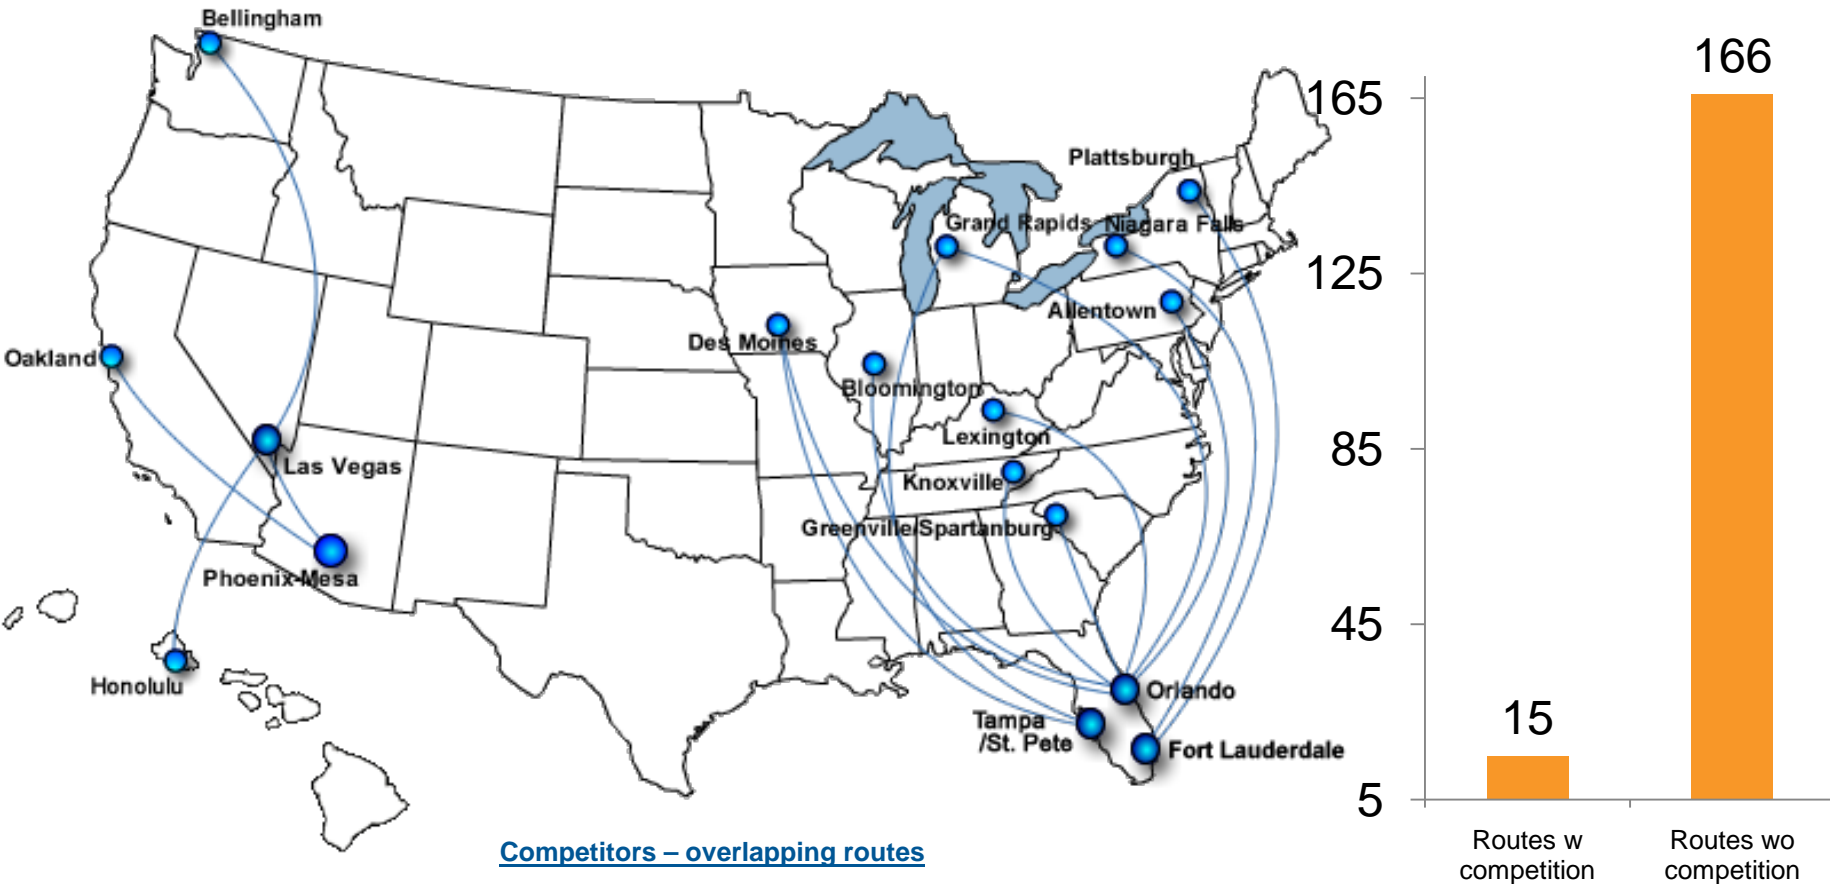 Bellingham
166
165
Plattsburgh
Grand Rapids
Niagara Falls
125
Allentown
Des Moines
Oakland
Bloomington
Lexington
85
Las Vegas
Knoxville
Greenville/Spartanburg
Phoenix-Mesa
45
Honolulu
Orlando
Tampa
/St. Pete
Fort Lauderdale
15
5
Routes w
competition
Routes wo
competition
Competitors – overlapping routes